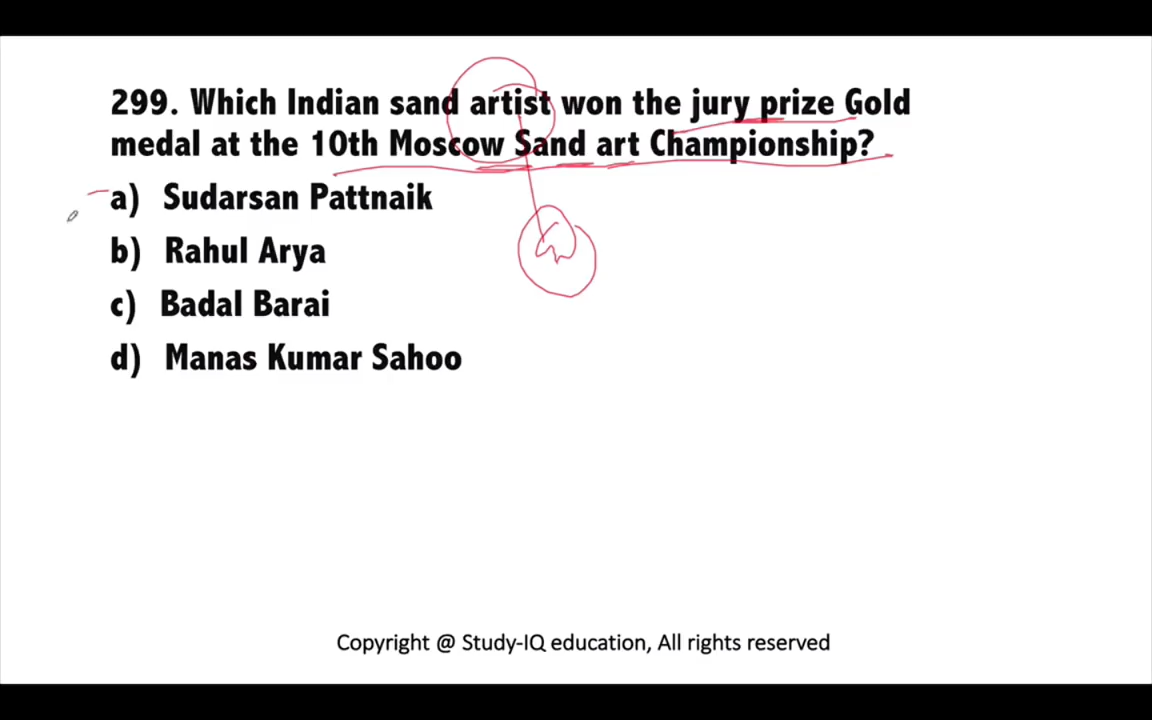 299. Which Indian sand artist won the jury prize Gold
medal at the 10th Moscow Sand art Championship?
a) Sudarsan Pattnaik
b) Rahul Arya
c) Badal Barai
d) Manas Kumar Sahoo
Copyright @ Study-IQ education, All rights reserved